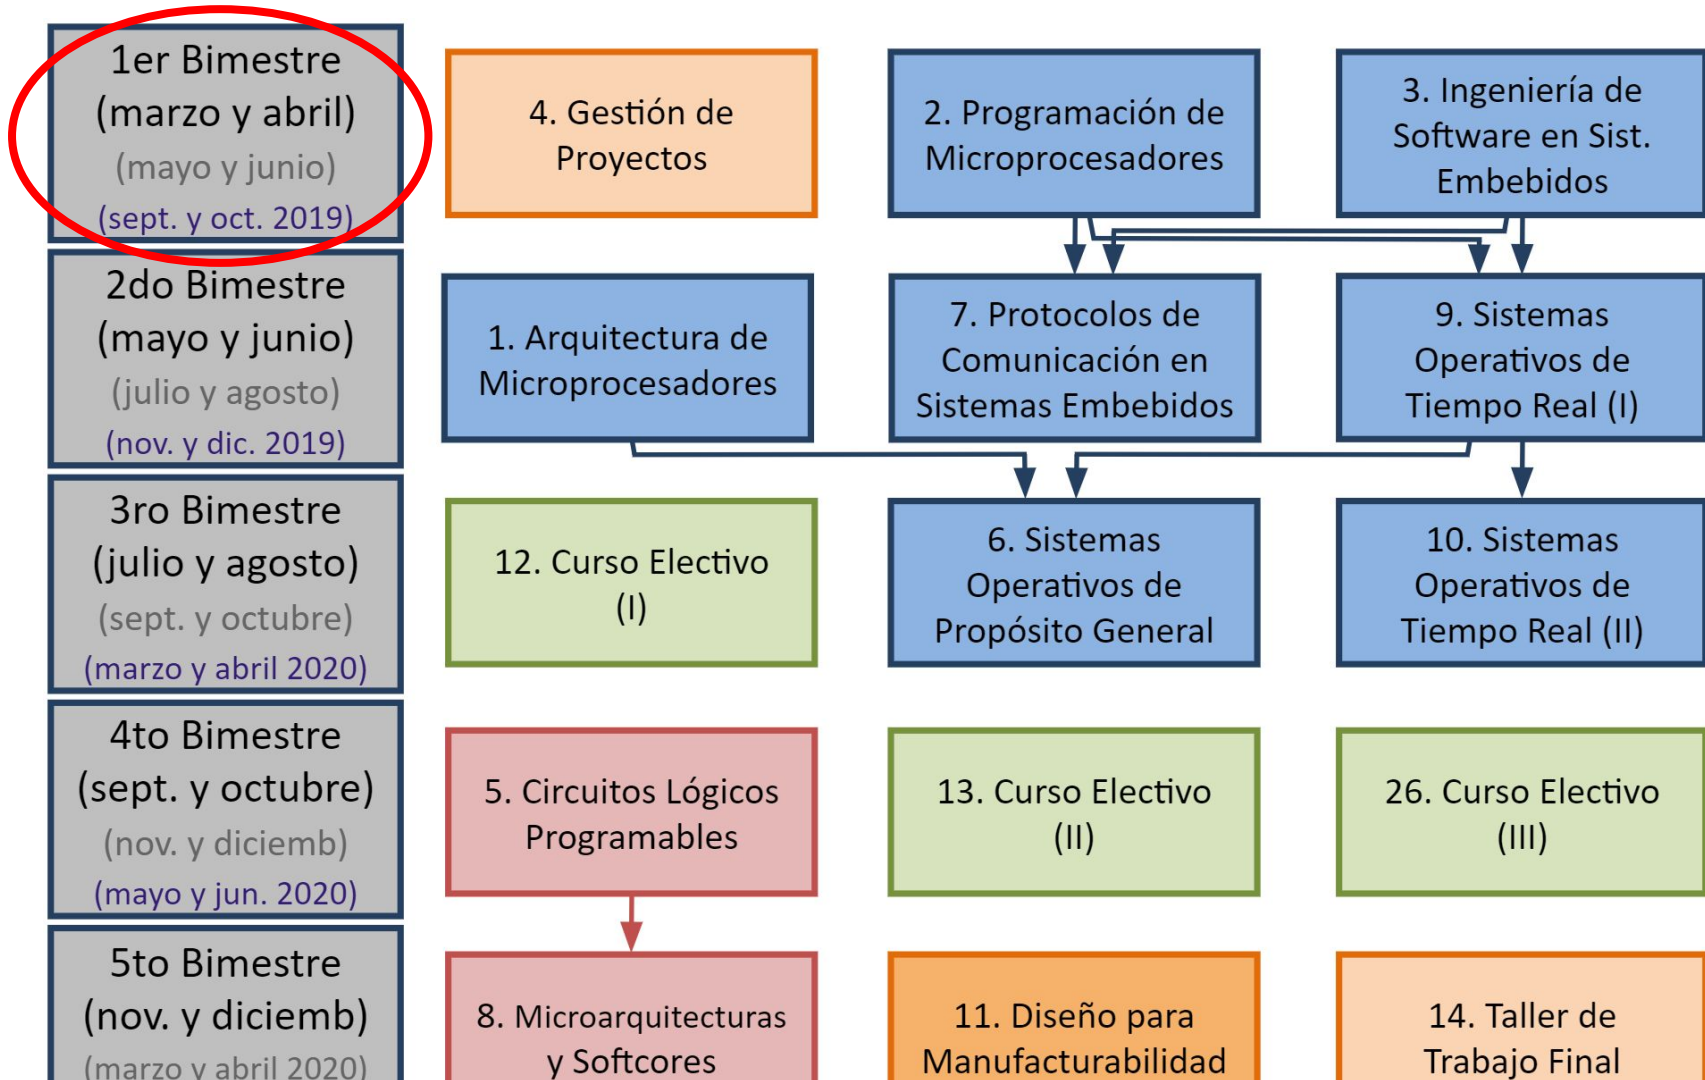 1er Bimestre
(marzo y abril)
(mayo y junio)
(sept. y oct. 2019)
4. Gestión de
Proyectos
2. Programación de
Microprocesadores
3. Ingeniería de
Software en Sist.
Embebidos
2do Bimestre
(mayo y junio)
(julio y agosto)
(nov. y dic. 2019)
1. Arquitectura de
Microprocesadores
7. Protocolos de
Comunicación en
Sistemas Embebidos
9. Sistemas
Operativos de
Tiempo Real (I)
3ro Bimestre
(julio y agosto)
(sept. y octubre)
(marzo y abril 2020)
12. Curso Electivo
(I)
6. Sistemas
Operativos de
Propósito General
10. Sistemas
Operativos de
Tiempo Real (II)
4to Bimestre
(sept. y octubre)
(nov. y diciemb)
(mayo y jun. 2020)
5. Circuitos Lógicos
Programables
13. Curso Electivo
(II)
26. Curso Electivo
(III)
5to Bimestre
(nov. y diciemb)
(marzo y abril 2020)
8. Microarquitecturas
y Softcores
11. Diseño para
Manufacturabilidad
14. Taller de
Trabajo Final